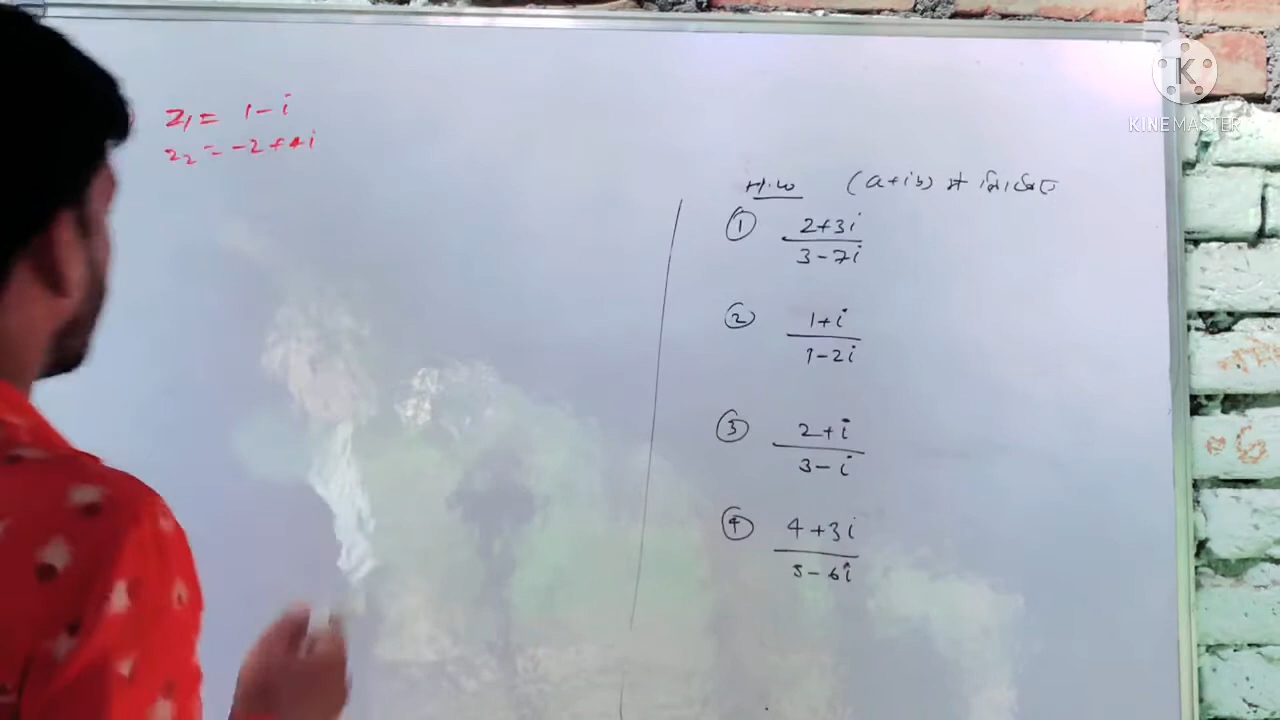 z₁ = 1 - i
z₂ = -2 + 4i
H.W (a+ib) में लिखिए
① 2+3i
3-7i
② 1+i
1-2i
③ 2+i
3-i
④ 4+3i
5-6i
K
KINEMASTER